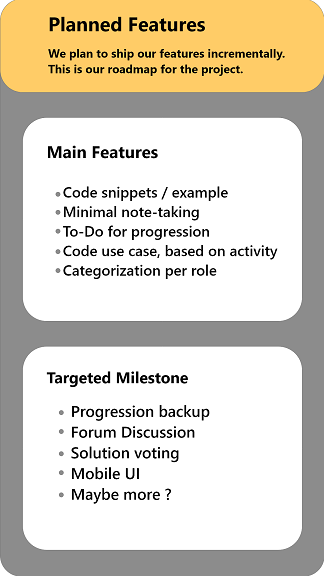 Planned Features
We plan to ship our features incrementally.
This is our roadmap for the project.
Main Features
Code snippets / example
Minimal note-taking
To-Do for progression
Code use case, based on activity
Categorization per role
Targeted Milestone
Progression backup
Forum Discussion
Solution voting
Mobile UI
Maybe more ?